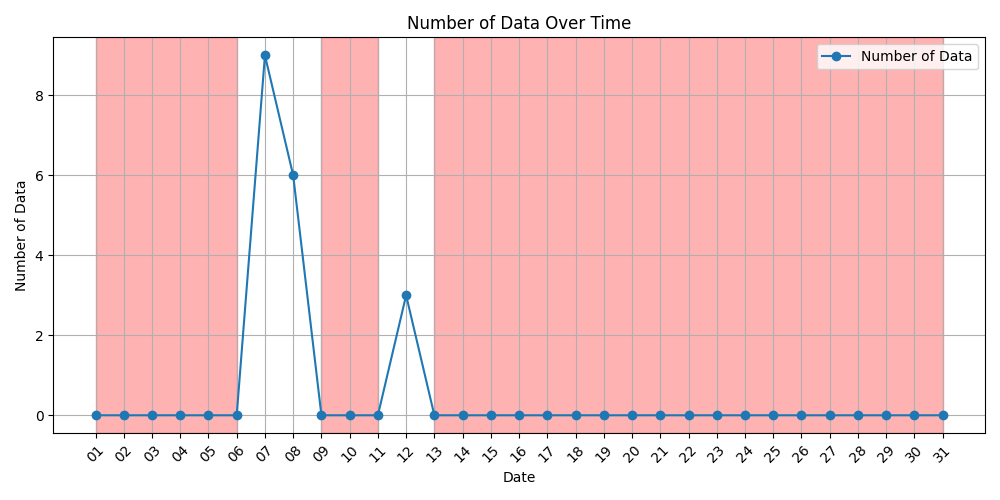 Number of Data Over Time
Number of Data
Number of Data
8
6
4
2
0
01 02 03 04 05 06 07 08 09 10 11 12 13 14 15 16 17 18 19 20 21 22 23 24 25 26 27 28 29 30 31
Date